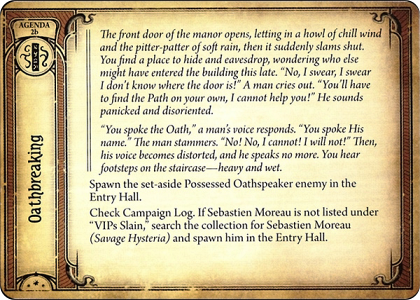 AGENDA
2b
Oathbreaking
The front door of the manor opens, letting in a howl of chill wind
and the pitter-patter of soft rain, then it suddenly slams shut.
You find a place to hide and eavesdrop, wondering who else
might have entered the building this late. “No, I swear, I swear
I don’t know where the door is!” A man cries out. “You’ll have
to find the Path on your own, I cannot help you!” He sounds
panicked and disoriented.
“You spoke the Oath,” a man’s voice responds. “You spoke His
name.” The man stammers. “No! No, I cannot! I will not!” Then,
his voice becomes distorted, and he speaks no more. You hear
footsteps on the staircase—heavy and wet.
Spawn the set-aside Possessed Oathspeaker enemy in the
Entry Hall.
Check Campaign Log. If Sebastien Moreau is not listed under
“VIPs Slain,” search the collection for Sebastien Moreau
(Savage Hysteria) and spawn him in the Entry Hall.